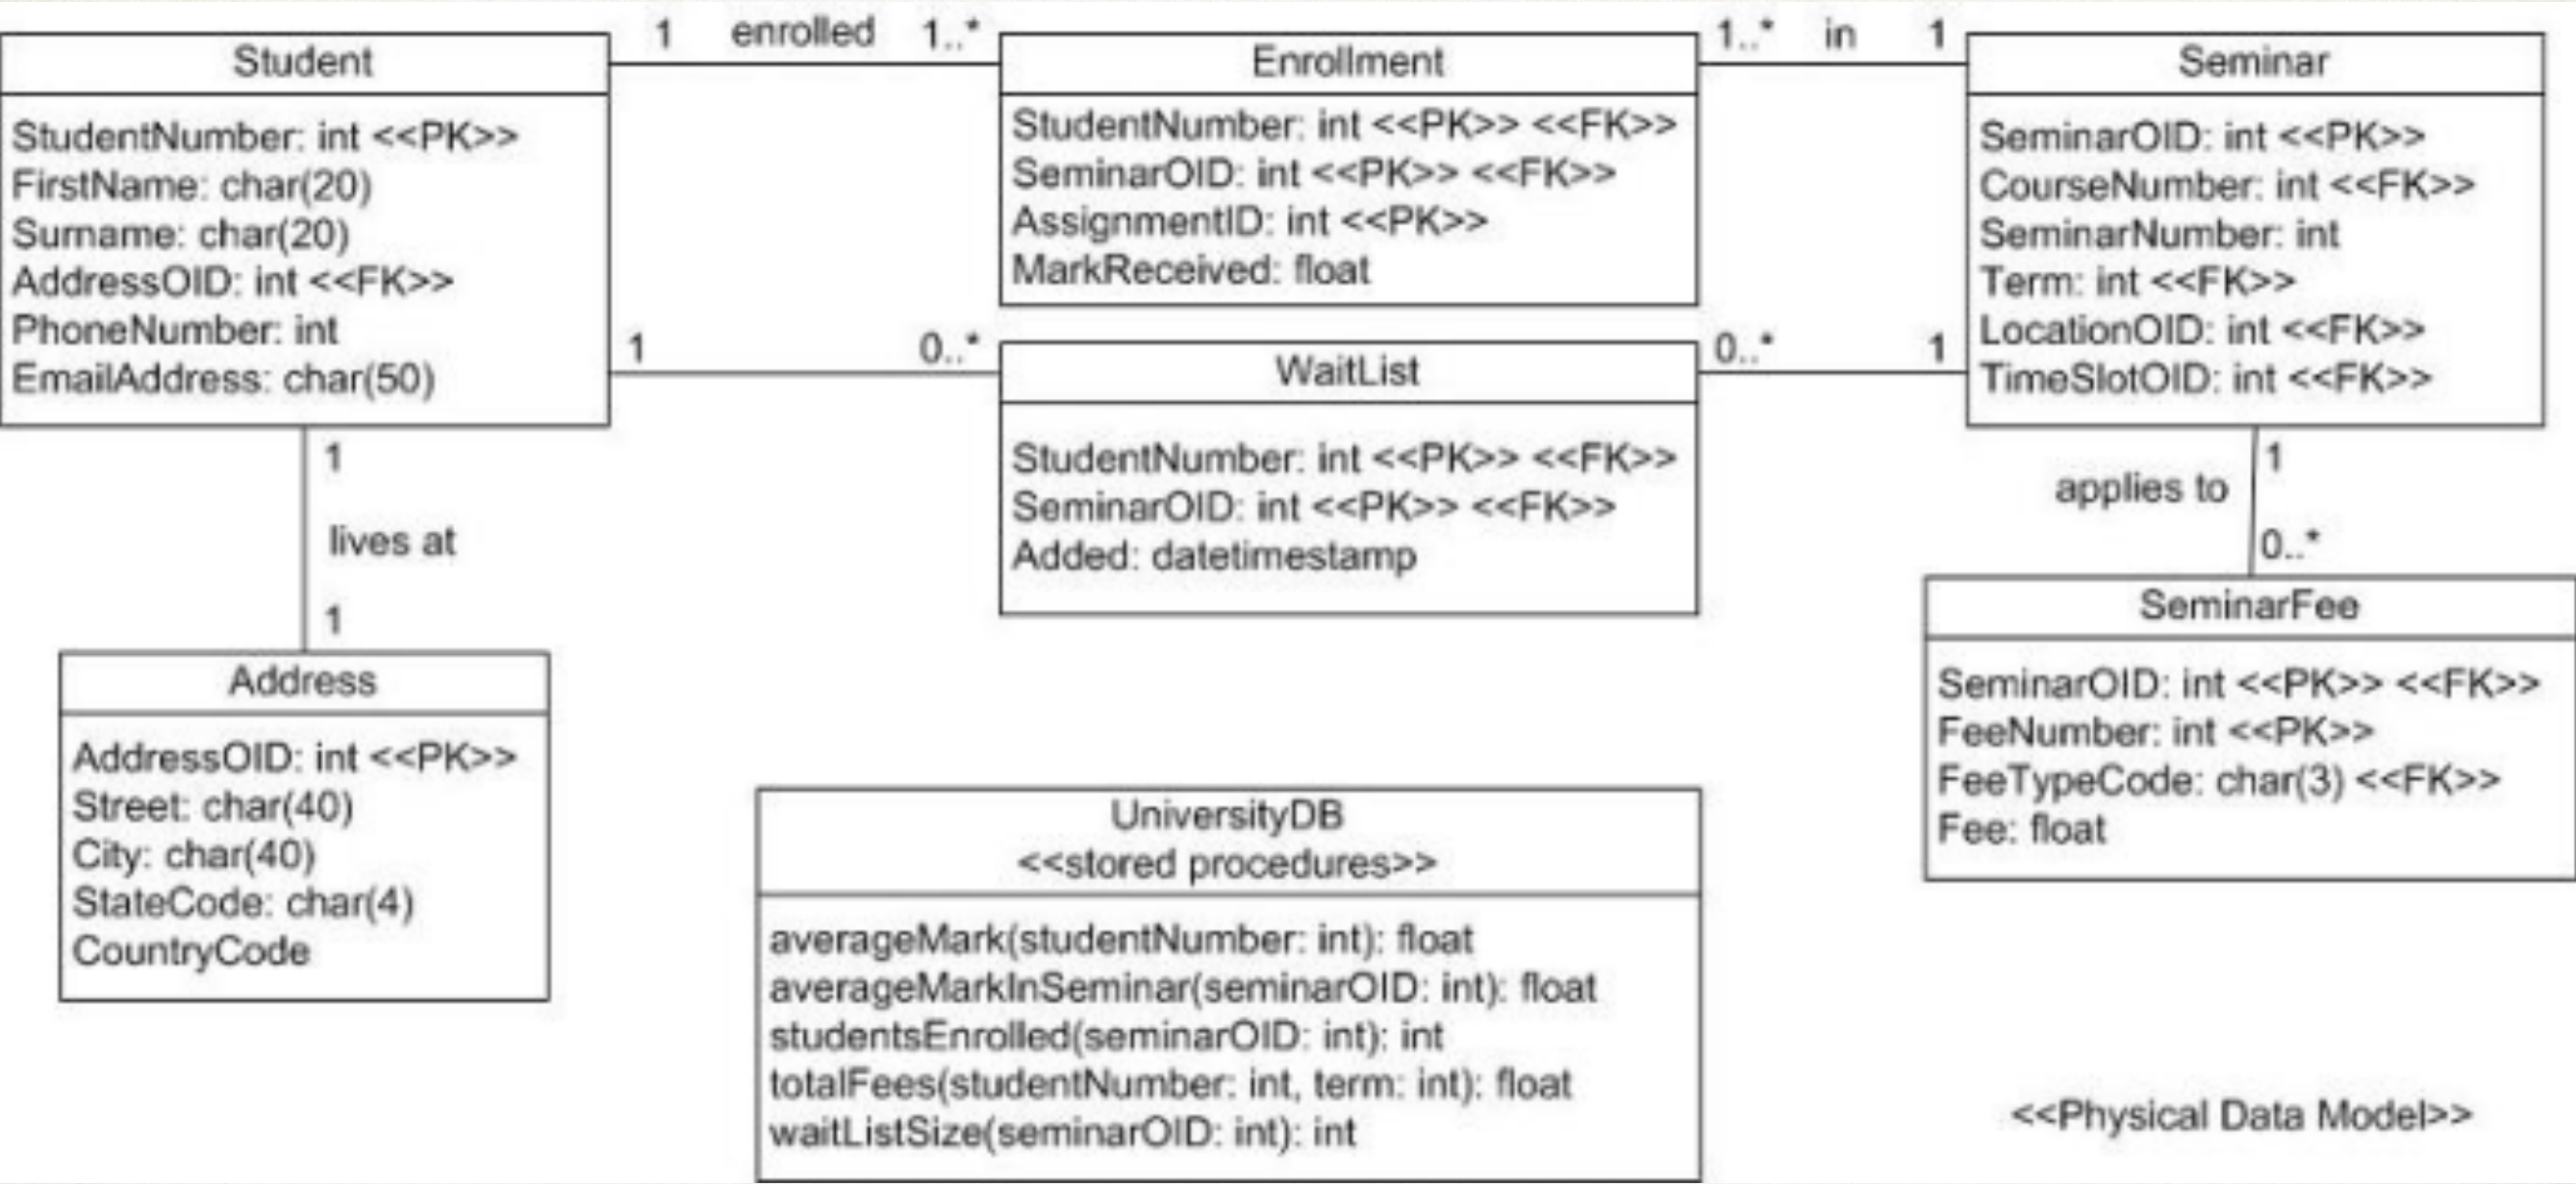 1 enrolled 1..*
1..* in 1
Student
StudentNumber: int <<PK>>
FirstName: char(20)
Surname: char(20)
AddressOID: int <<FK>>
PhoneNumber: int
EmailAddress: char(50)
Enrollment
StudentNumber: int <<PK>> <<FK>>
SeminarOID: int <<PK>> <<FK>>
AssignmentID: int <<PK>>
MarkReceived: float
Seminar
SeminarOID: int <<PK>>
CourseNumber: int <<FK>>
SeminarNumber: int
Term: int <<FK>>
LocationOID: int <<FK>>
TimeSlotOID: int <<FK>>
1 0..*
0..* 1
WaitList
StudentNumber: int <<PK>> <<FK>>
SeminarOID: int <<PK>> <<FK>>
Added: datetimestamp
1
lives at
1
1
applies to
0..*
Address
AddressOID: int <<PK>>
Street: char(40)
City: char(40)
StateCode: char(4)
CountryCode
SeminarFee
SeminarOID: int <<PK>> <<FK>>
FeeNumber: int <<PK>>
FeeTypeCode: char(3) <<FK>>
Fee: float
UniversityDB
<<stored procedures>>
averageMark(studentNumber: int): float
averageMarkInSeminar(seminarOID: int): float
studentsEnrolled(seminarOID: int): int
totalFees(studentNumber: int, term: int): float
waitListSize(seminarOID: int): int
<<Physical Data Model>>